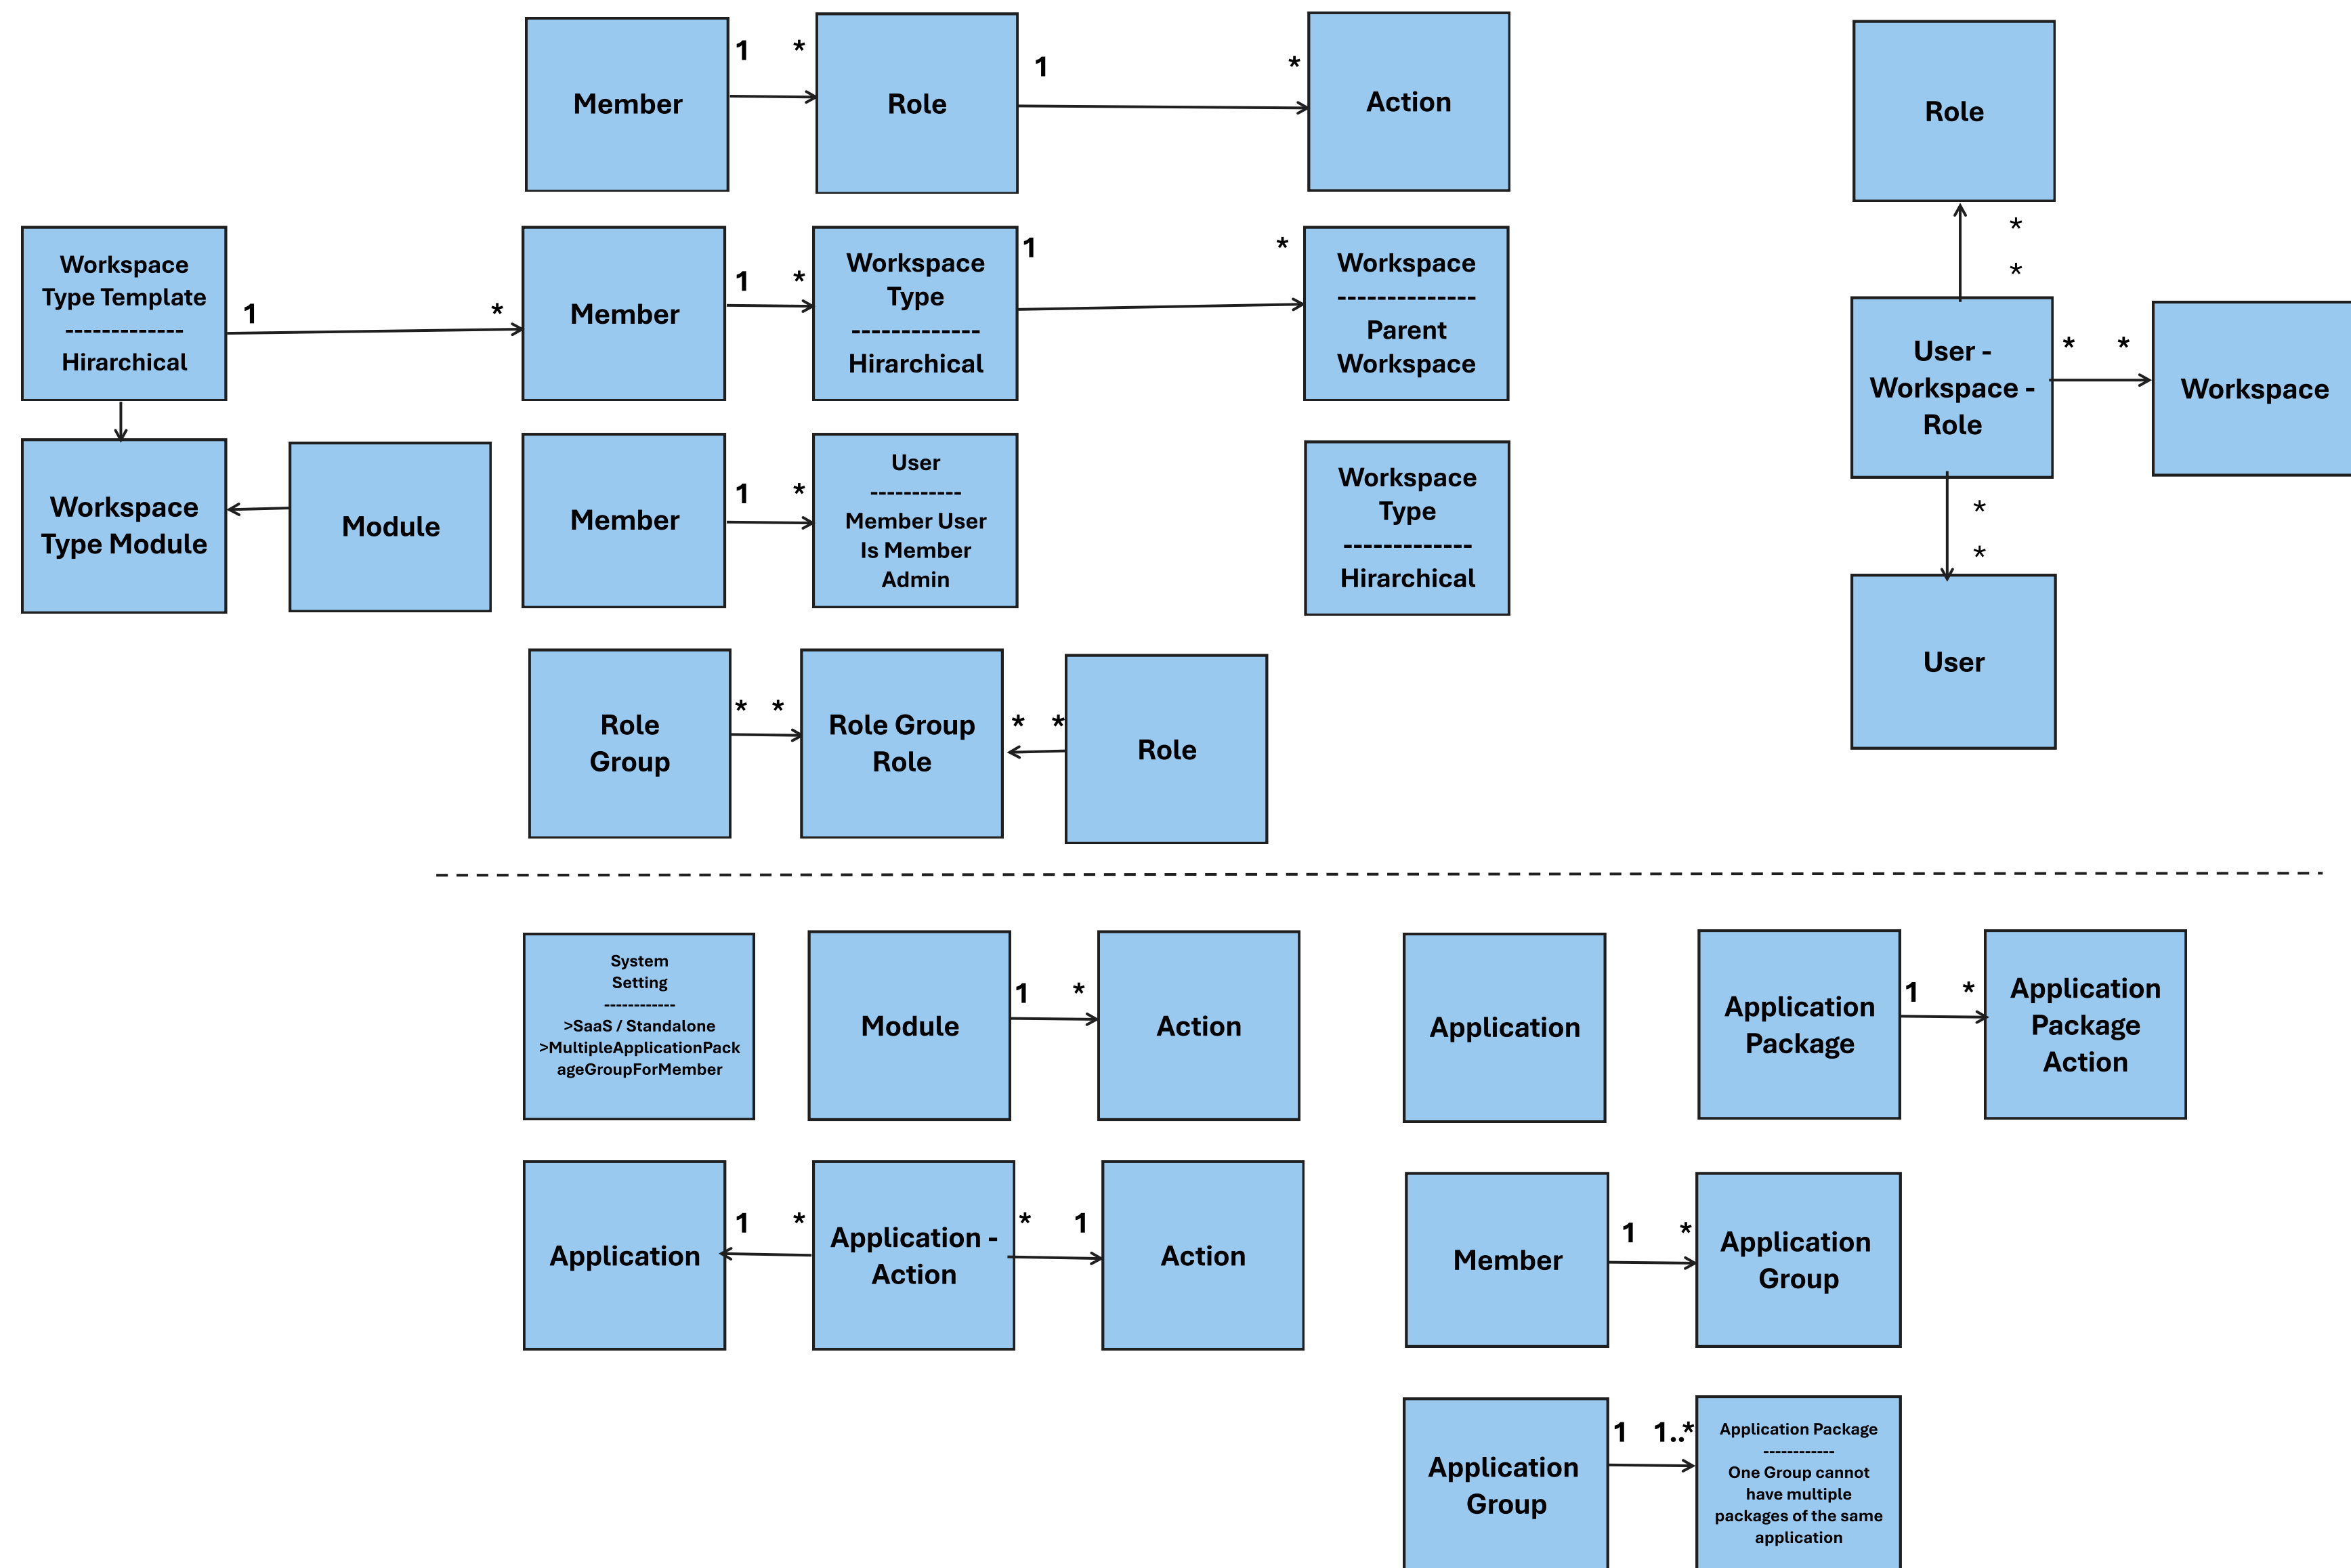 Member
1 *
Role
1 *
Action
Role
*
*
Workspace
Type Template
-------------
Hirarchical
1 *
Member
1 *
Workspace
Type
-------------
Hirarchical
1 *
Workspace
--------------
Parent
Workspace
User -
Workspace -
Role
* *
Workspace
*
*
User
Workspace
Type Module
Module
Member
1 *
User
-----------
Member User
Is Member
Admin
Workspace
Type
-------------
Hirarchical
Role
Group
* *
Role Group
Role
* *
Role
System
Setting
------------
>SaaS / Standalone
>MultipleApplicationPack
ageGroupForMember
Module
1 *
Action
Application
Application
Package
1 *
Application
Package
Action
Application
1 *
Application -
Action
* 1
Action
Member
1 *
Application
Group
Application
Group
1 1..*
Application Package
------------
One Group cannot
have multiple
packages of the same
application